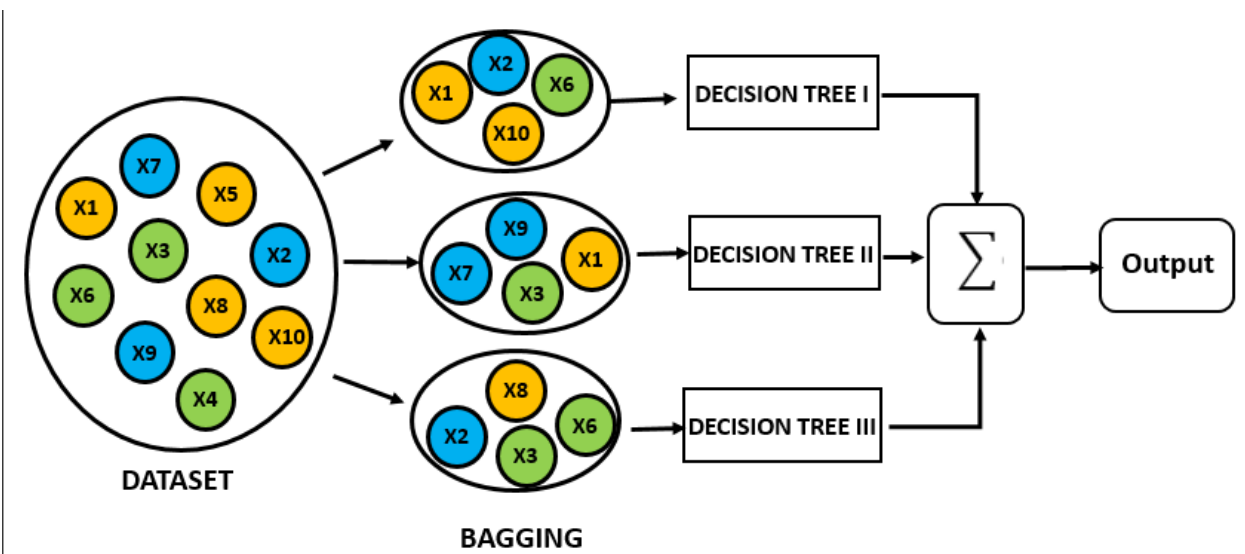 X7
X1
X5
X3
X2
X6
X8
X10
X9
X4
DATASET
X2
X1
X6
X10
X9
X7
X1
X3
X8
X2
X6
X3
BAGGING
DECISION TREE I
DECISION TREE II
DECISION TREE III
∑
Output